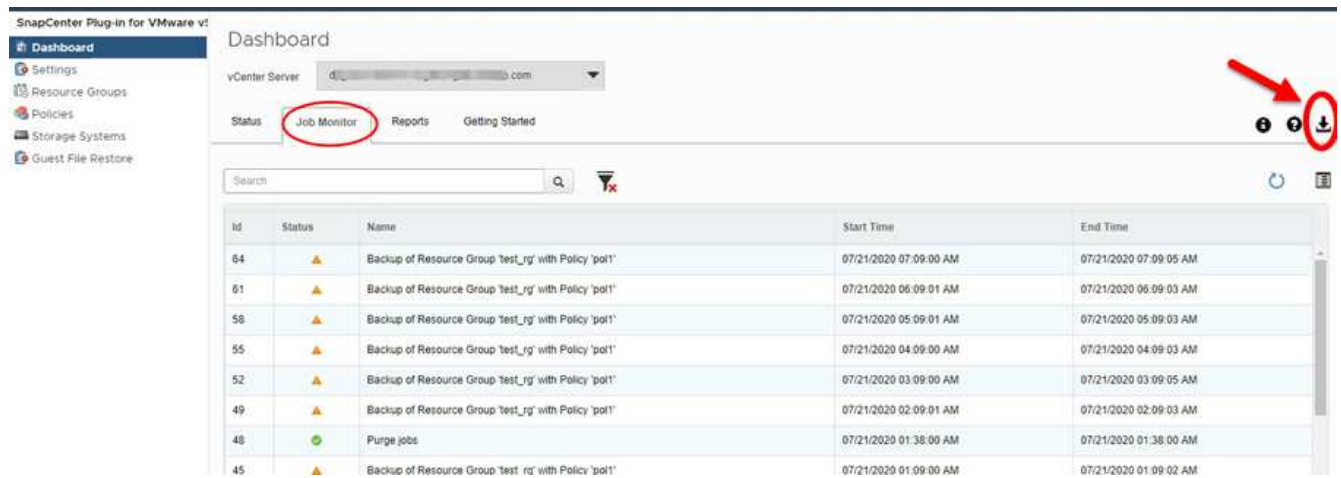 SnapCenter Plug-in for VMware vS
Dashboard
Settings
Resource Groups
Policies
Storage Systems
Guest File Restore
Dashboard
vCenter Server .com
Status Job Monitor Reports Getting Started
Search
Id Status Name Start Time End Time
64 Backup of Resource Group 'test_rg' with Policy 'pol1' 07/21/2020 07:09:00 AM 07/21/2020 07:09:05 AM
61 Backup of Resource Group 'test_rg' with Policy 'pol1' 07/21/2020 06:09:01 AM 07/21/2020 06:09:03 AM
58 Backup of Resource Group 'test_rg' with Policy 'pol1' 07/21/2020 05:09:01 AM 07/21/2020 05:09:03 AM
55 Backup of Resource Group 'test_rg' with Policy 'pol1' 07/21/2020 04:09:00 AM 07/21/2020 04:09:03 AM
52 Backup of Resource Group 'test_rg' with Policy 'pol1' 07/21/2020 03:09:00 AM 07/21/2020 03:09:05 AM
49 Backup of Resource Group 'test_rg' with Policy 'pol1' 07/21/2020 02:09:01 AM 07/21/2020 02:09:03 AM
48 Purge jobs 07/21/2020 01:38:00 AM 07/21/2020 01:38:00 AM
45 Backup of Resource Group 'test_rg' with Policy 'pol1' 07/21/2020 01:09:00 AM 07/21/2020 01:09:02 AM